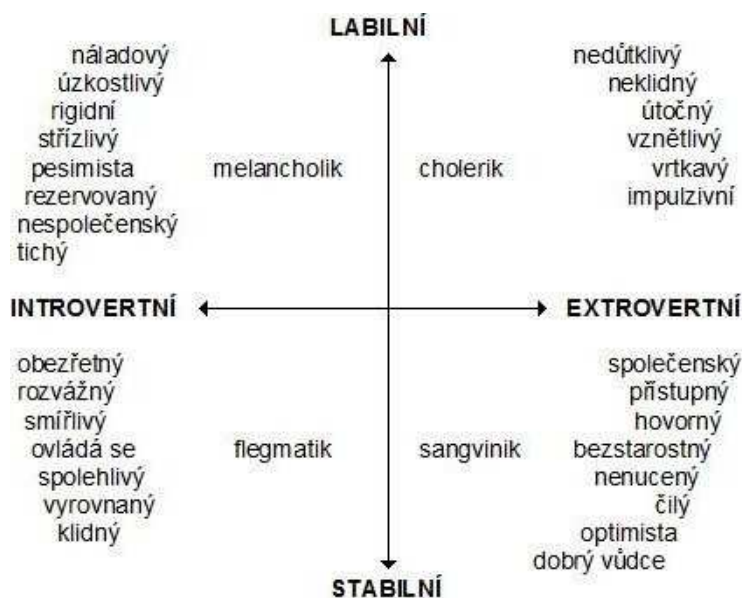 LABILNÍ
náladový
úzkostlivý
rigidní
střízlivý
pesimista
rezervovaný
nespolečenský
tichý
melancholik
cholerik
nedůtklivý
neklidný
útočný
vznětlivý
vrtkavý
impulzivní
INTROVERTNÍ
EXTROVERTNÍ
obezřetný
rozvážný
smířlivý
ovládá se
spolehlivý
vyrovnaný
klidný
flegmatik
sangvinik
společenský
přístupný
hovorný
bezstarostný
nenucený
čilý
optimista
dobrý vůdce
STABILNÍ